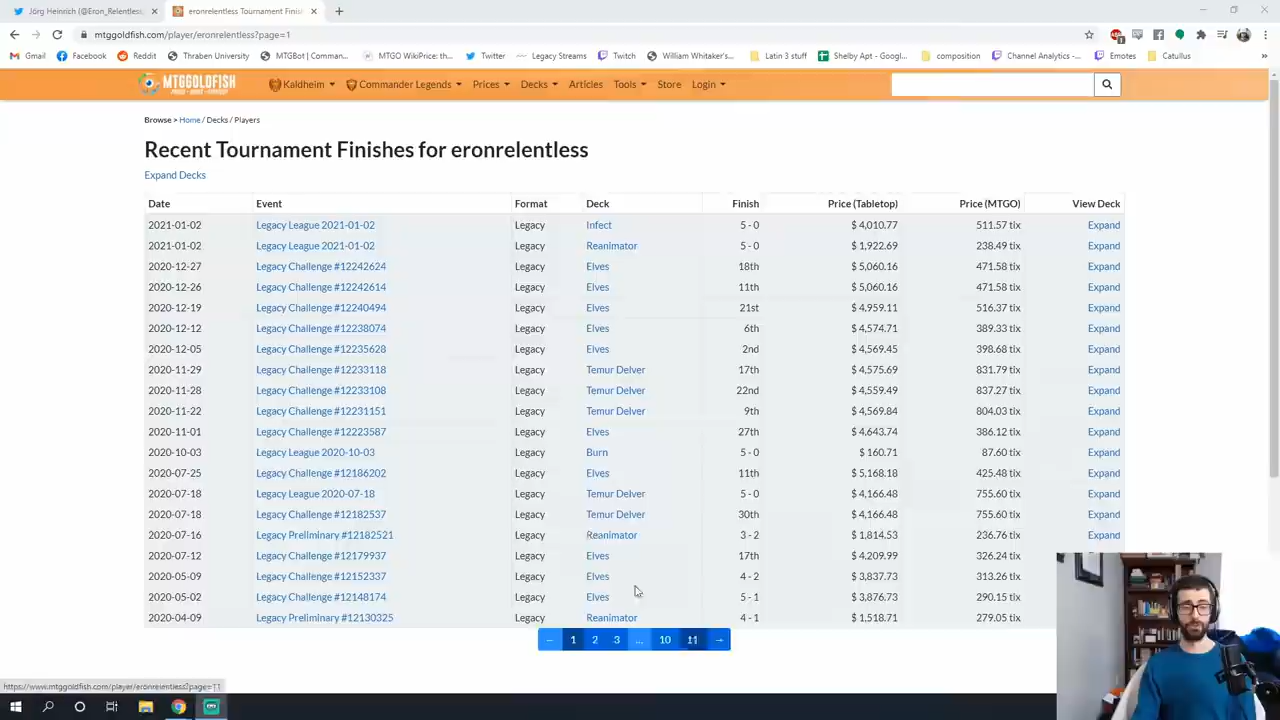 Jörg Heinrich (@Eron_Relentless, × eronrelentless Tournament Finish × +
mtggoldfish.com/player/eronrelentless?page=1
Gmail Facebook Reddit Thraben University MTGBot | Comman... MTGO WikiPrice: th... Twitter Legacy Streams Twitch William Whitaker's... Latin 3 stuff Shelby Apt - Google... composition Channel Analytics -... Emotes Catullus »
MTGGOLDFISH Kaldheim Commander Legends Prices Decks Articles Tools Store Login
Browse > Home / Decks / Players
Recent Tournament Finishes for eronrelentless
Expand Decks
Date Event Format Deck Finish Price (Tabletop) Price (MTGO) View Deck
2021-01-02 Legacy League 2021-01-02 Legacy Infect 5 - 0 $ 4,010.77 511.57 tix Expand
2021-01-02 Legacy League 2021-01-02 Legacy Reanimator 5 - 0 $ 1,922.69 238.49 tix Expand
2020-12-27 Legacy Challenge #12242624 Legacy Elves 18th $ 5,060.16 471.58 tix Expand
2020-12-26 Legacy Challenge #12242614 Legacy Elves 11th $ 5,060.16 471.58 tix Expand
2020-12-19 Legacy Challenge #12240494 Legacy Elves 21st $ 4,959.11 516.37 tix Expand
2020-12-12 Legacy Challenge #12238074 Legacy Elves 6th $ 4,574.71 389.33 tix Expand
2020-12-05 Legacy Challenge #12235628 Legacy Elves 2nd $ 4,569.45 398.68 tix Expand
2020-11-29 Legacy Challenge #12233118 Legacy Temur Delver 17th $ 4,575.69 831.79 tix Expand
2020-11-28 Legacy Challenge #12233108 Legacy Temur Delver 22nd $ 4,559.49 837.27 tix Expand
2020-11-22 Legacy Challenge #12231151 Legacy Temur Delver 9th $ 4,569.84 804.03 tix Expand
2020-11-01 Legacy Challenge #12223587 Legacy Elves 27th $ 4,643.74 386.12 tix Expand
2020-10-03 Legacy League 2020-10-03 Legacy Burn 5 - 0 $ 160.71 87.60 tix Expand
2020-07-25 Legacy Challenge #12186202 Legacy Elves 11th $ 5,168.18 425.48 tix Expand
2020-07-18 Legacy League 2020-07-18 Legacy Temur Delver 5 - 0 $ 4,166.48 755.60 tix Expand
2020-07-18 Legacy Challenge #12182537 Legacy Temur Delver 30th $ 4,166.48 755.60 tix Expand
2020-07-16 Legacy Preliminary #12182521 Legacy Reanimator 3 - 2 $ 1,814.53 236.76 tix Expand
2020-07-12 Legacy Challenge #12179937 Legacy Elves 17th $ 4,209.99 326.24 tix
2020-05-09 Legacy Challenge #12152337 Legacy Elves 4 - 2 $ 3,837.73 313.26 tix
2020-05-02 Legacy Challenge #12148174 Legacy Elves 5 - 1 $ 3,876.73 290.15 tix
2020-04-09 Legacy Preliminary #12130325 Legacy Reanimator 4 - 1 $ 1,518.71 279.05 tix
← 1 2 3 ... 10 11 →
https://www.mtggoldfish.com/player/eronrelentless?page=11